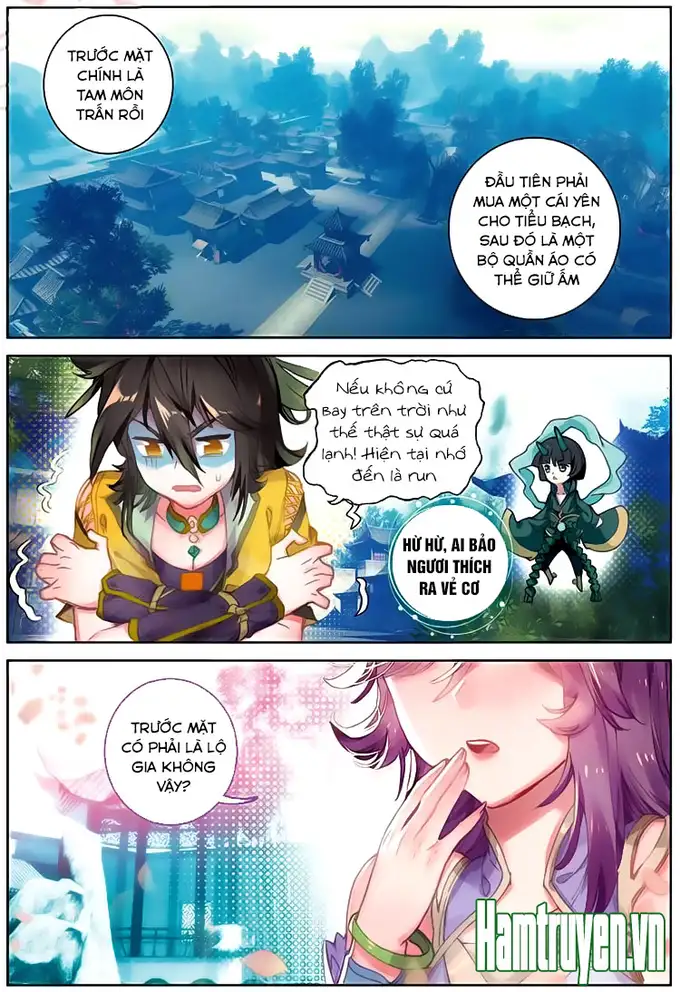 TRƯỚC MẶT
CHÍNH LÀ
TAM MÔN
TRẤN RỒI
ĐẦU TIÊN PHẢI
MUA MỘT CÁI YÊN
CHO TIỂU BẠCH,
SAU ĐÓ LÀ MỘT
BỘ QUẦN ÁO CÓ
THỂ GIỮ ẤM
Nếu không cứ
bay trên trời như
thế thật sự quá
lạnh! Hiện tại nhớ
đến là run
HỪ HỪ, AI BẢO
NGƯƠI THÍCH
RA VẺ CƠ
TRƯỚC MẶT
CÓ PHẢI LÀ LỘ
GIA KHÔNG
VẬY?
Hamtruyen.vn